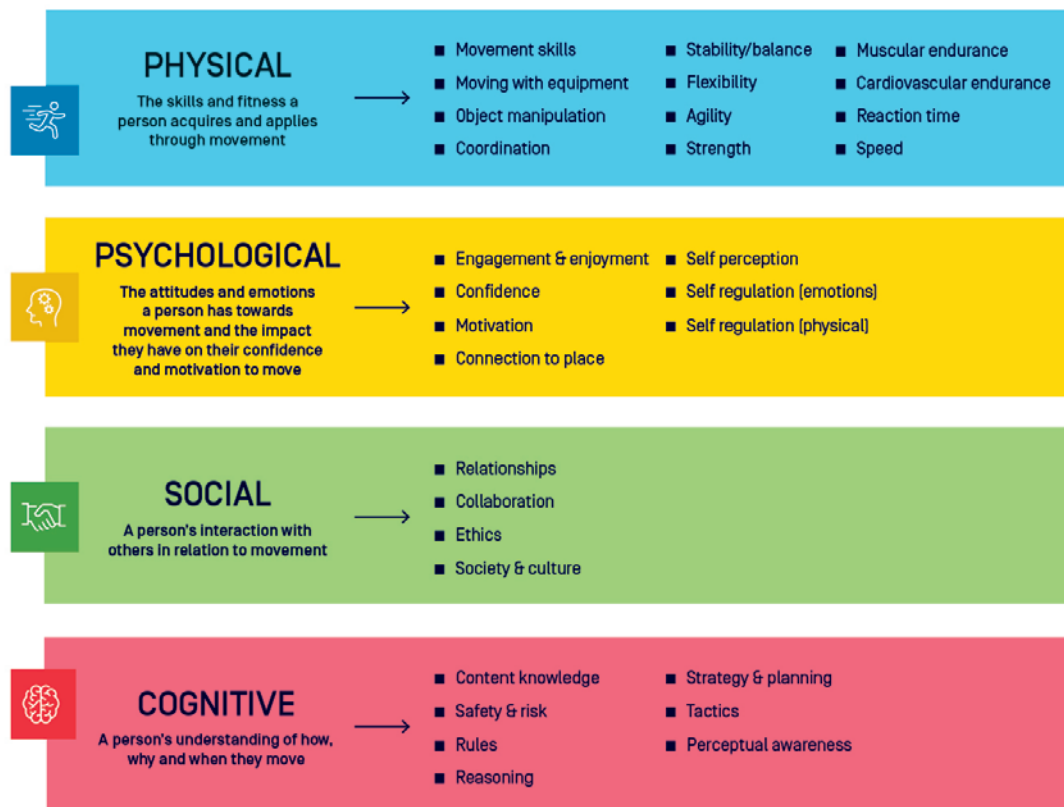 PHYSICAL
The skills and fitness a
person acquires and applies
through movement
Movement skills
Moving with equipment
Object manipulation
Coordination
Stability/balance
Flexibility
Agility
Strength
Muscular endurance
Cardiovascular endurance
Reaction time
Speed
PSYCHOLOGICAL
The attitudes and emotions
a person has towards
movement and the impact
they have on their confidence
and motivation to move
Engagement & enjoyment
Confidence
Motivation
Connection to place
Self perception
Self regulation (emotions)
Self regulation (physical)
SOCIAL
A person's interaction with
others in relation to movement
Relationships
Collaboration
Ethics
Society & culture
COGNITIVE
A person's understanding of how,
why and when they move
Content knowledge
Safety & risk
Rules
Reasoning
Strategy & planning
Tactics
Perceptual awareness